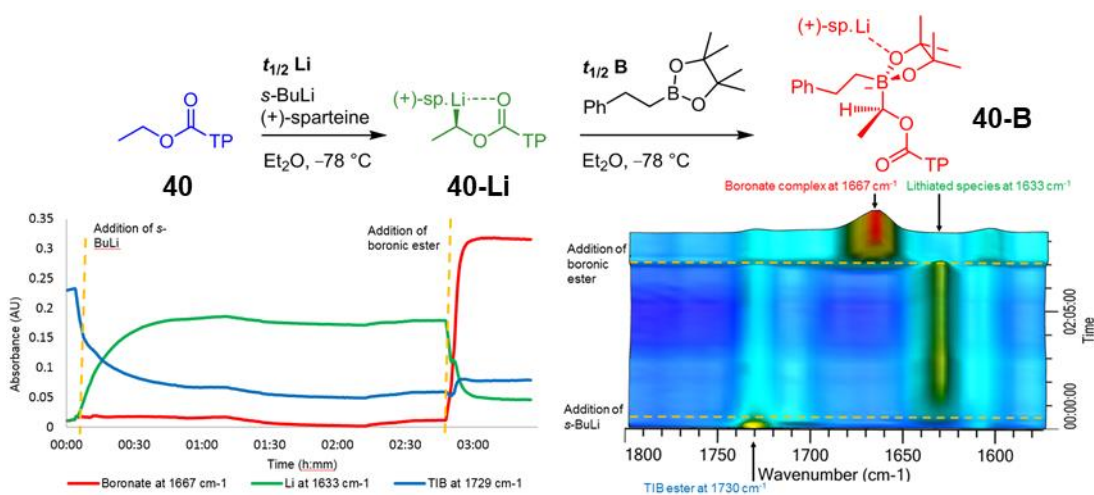 t1/2 Li
s-BuLi
(+)-sparteine
Et2O, –78 °C
O
O
TP
40
(+)-sp.Li
O
O
TP
40-Li
t1/2 B
O
B
O
Ph
Et2O, –78 °C
(+)-sp.Li
O
B
O
–
Ph
H
O
O
TP
40-B
Boronate complex at 1667 cm-1
Lithiated species at 1633 cm-1
Addition of s-
BuLi
Addition of
boronic ester
0.35
0.3
0.25
0.2
0.15
0.1
0.05
0
Absorbance (AU)
00:00
00:30
01:00
01:30
02:00
02:30
03:00
Time (h:mm)
Boronate at 1667 cm-1
Li at 1633 cm-1
TIB at 1729 cm-1
Addition of
boronic ester
Addition of
s-BuLi
02:05:00
00:00:00
Time
1800
1700
1650
1600
Wavenumber (cm-1)
TIB ester at 1730 cm-1